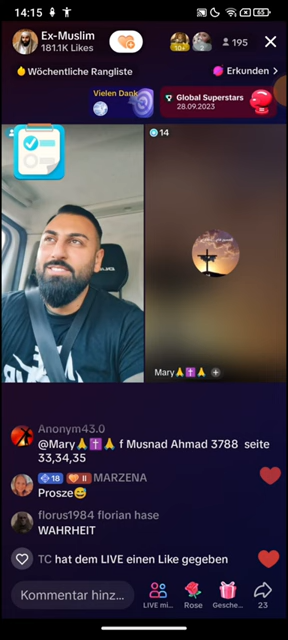 14:15
65
Ex-Muslim
181.1K Likes
195
Wöchentliche Rangliste
Erkunden >
Vielen Dank
Global Superstars
28.09.2023
14
Mary🙏✝️🙏
Anonym43.0
@Mary🙏✝️🙏 f Musnad Ahmad 3788 seite
33,34,35
18 II MARZENA
Prosze😅
florus1984 florian hase
WAHRHEIT
TC hat dem LIVE einen Like gegeben
Kommentar hinz...
LIVE mi...
Rose
Gesche...
23